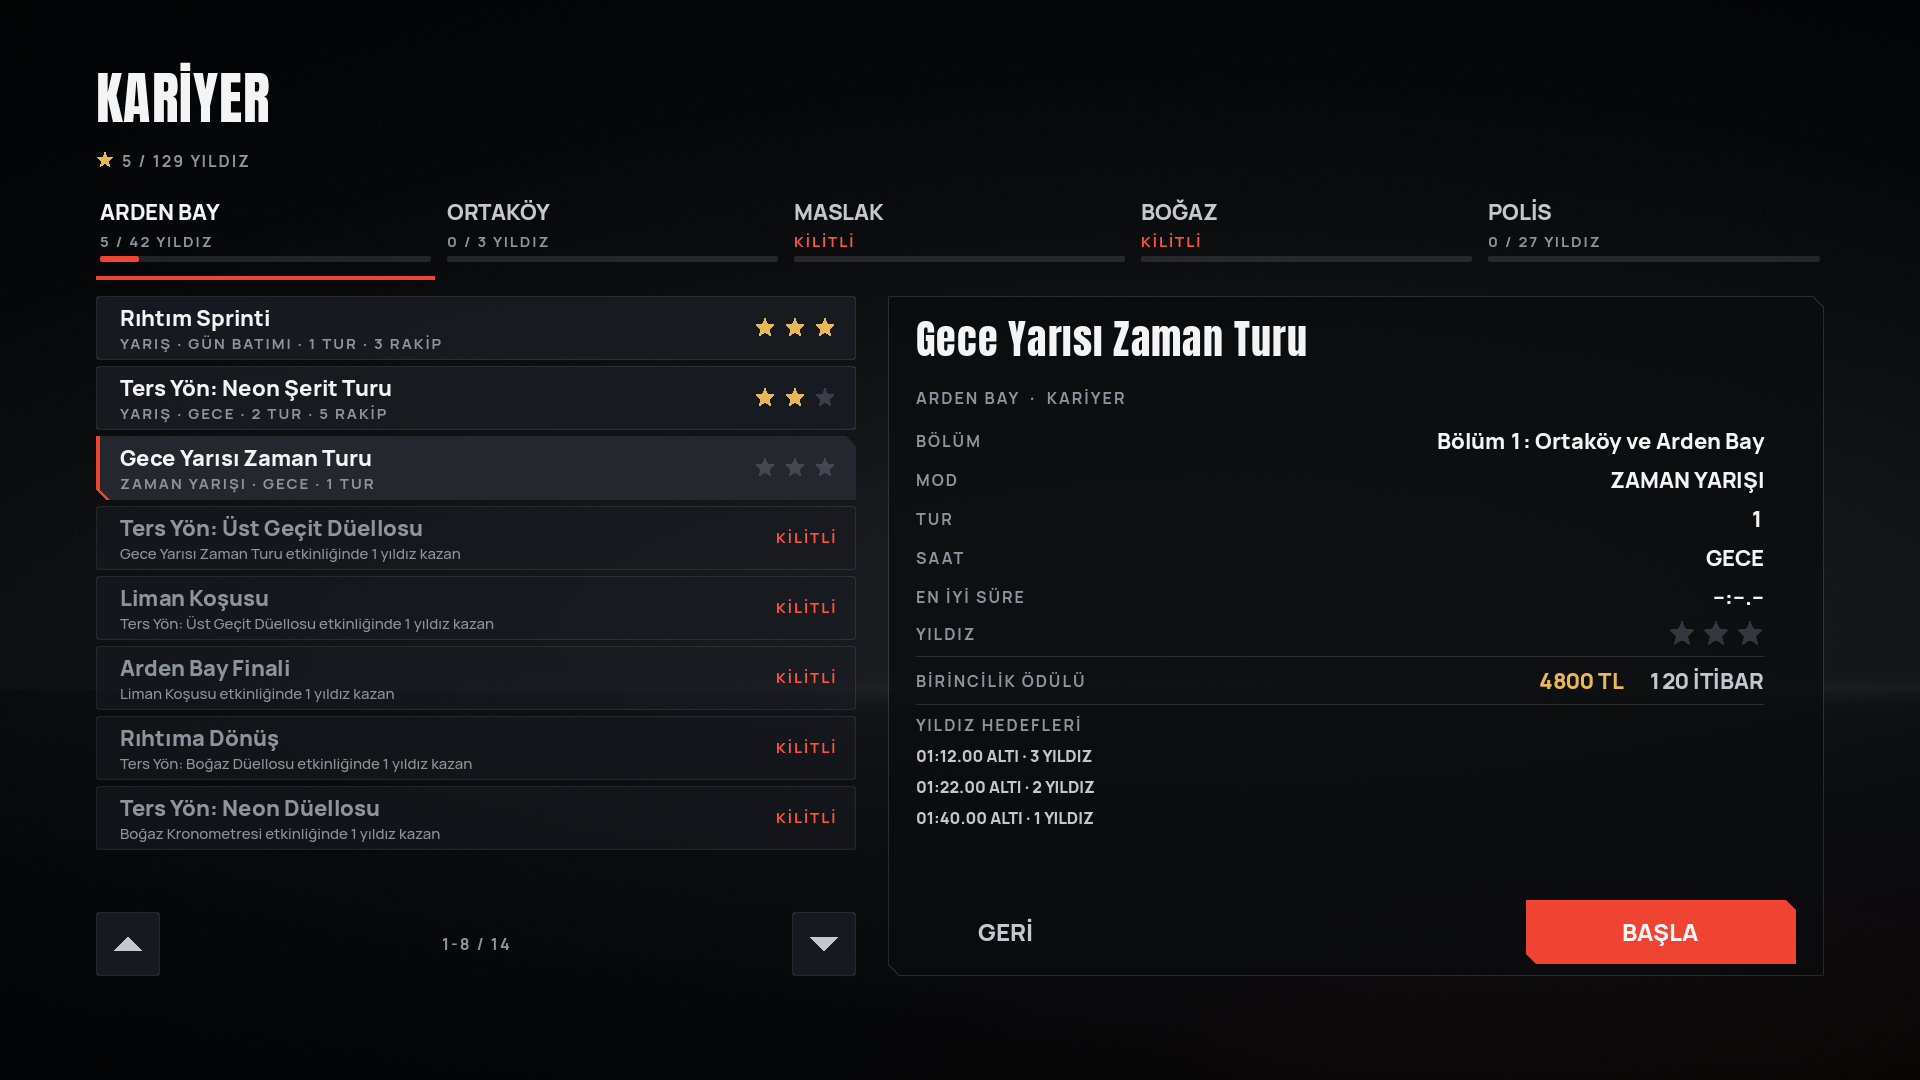 KARİYER
5 / 129 YILDIZ
ARDEN BAY
5 / 42 YILDIZ
ORTAKÖY
0 / 3 YILDIZ
MASLAK
KİLİTLİ
BOĞAZ
KİLİTLİ
POLİS
0 / 27 YILDIZ
Rıhtım Sprinti
YARIŞ · GÜN BATIMI · 1 TUR · 3 RAKİP
Ters Yön: Neon Şerit Turu
YARIŞ · GECE · 2 TUR · 5 RAKİP
Gece Yarısı Zaman Turu
ZAMAN YARIŞI · GECE · 1 TUR
Ters Yön: Üst Geçit Düellosu
Gece Yarısı Zaman Turu etkinliğinde 1 yıldız kazan
KİLİTLİ
Liman Koşusu
Ters Yön: Üst Geçit Düellosu etkinliğinde 1 yıldız kazan
KİLİTLİ
Arden Bay Finali
Liman Koşusu etkinliğinde 1 yıldız kazan
KİLİTLİ
Rıhtıma Dönüş
Ters Yön: Boğaz Düellosu etkinliğinde 1 yıldız kazan
KİLİTLİ
Ters Yön: Neon Düellosu
Boğaz Kronometresi etkinliğinde 1 yıldız kazan
KİLİTLİ
1-8 / 14
Gece Yarısı Zaman Turu
ARDEN BAY · KARİYER
BÖLÜM Bölüm 1: Ortaköy ve Arden Bay
MOD ZAMAN YARIŞI
TUR 1
SAAT GECE
EN İYİ SÜRE -:-.-
YILDIZ
BİRİNCİLİK ÖDÜLÜ 4800 TL 120 İTİBAR
YILDIZ HEDEFLERİ
01:12.00 ALTI · 3 YILDIZ
01:22.00 ALTI · 2 YILDIZ
01:40.00 ALTI · 1 YILDIZ
GERİ
BAŞLA